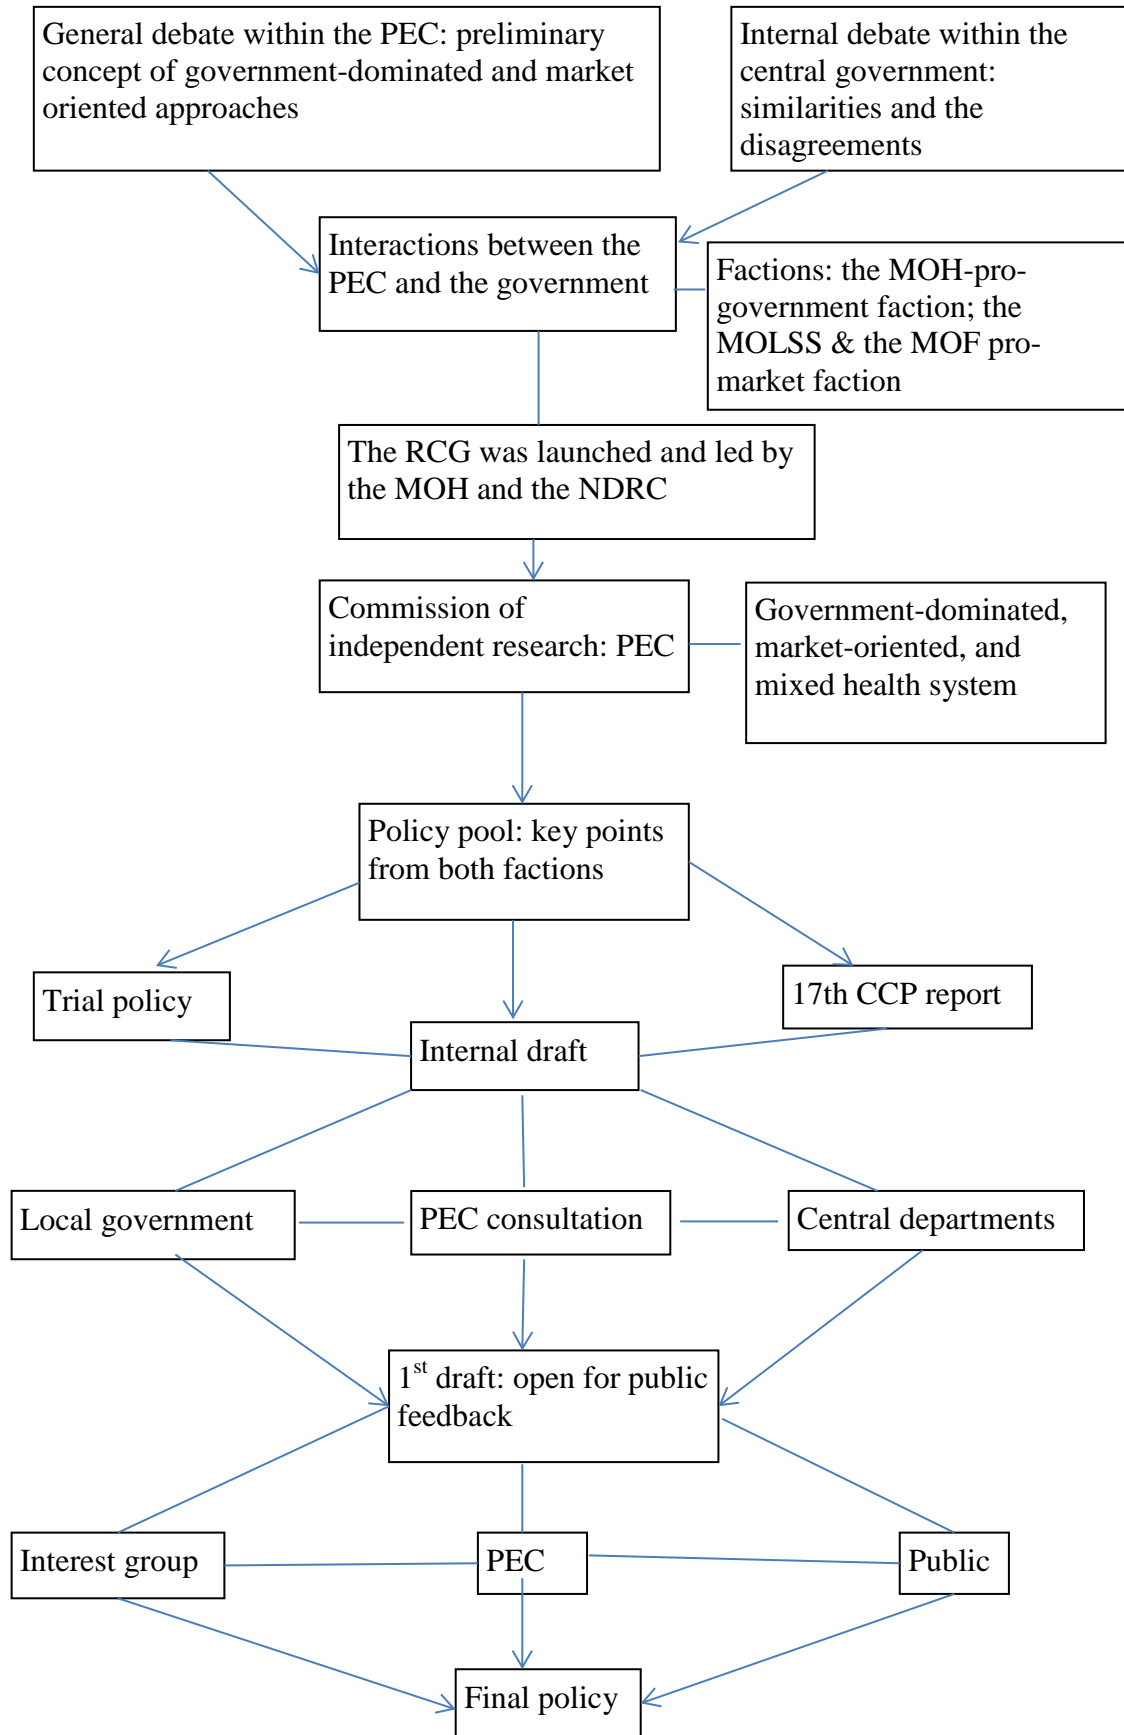 General debate within the PEC: preliminary
concept of government-dominated and market
oriented approaches
Internal debate within the
central government:
similarities and the
disagreements
Interactions between the
PEC and the government
Factions: the MOH-pro-
government faction; the
MOLSS & the MOF pro-
market faction
The RCG was launched and led by
the MOH and the NDRC
Commission of
independent research: PEC
Government-dominated,
market-oriented, and
mixed health system
Policy pool: key points
from both factions
Trial policy
17th CCP report
Internal draft
Local government
PEC consultation
Central departments
1st draft: open for public
feedback
Interest group
PEC
Public
Final policy